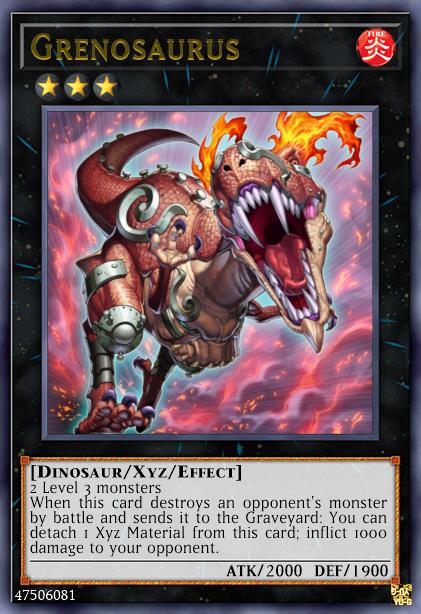 GRENOSAURUS
FIRE
炎
[DINOSAUR/XYZ/EFFECT]
2 Level 3 monsters
When this card destroys an opponent's monster
by battle and sends it to the Graveyard: You can
detach 1 Xyz Material from this card; inflict 1000
damage to your opponent.
ATK/2000 DEF/1900
47506081